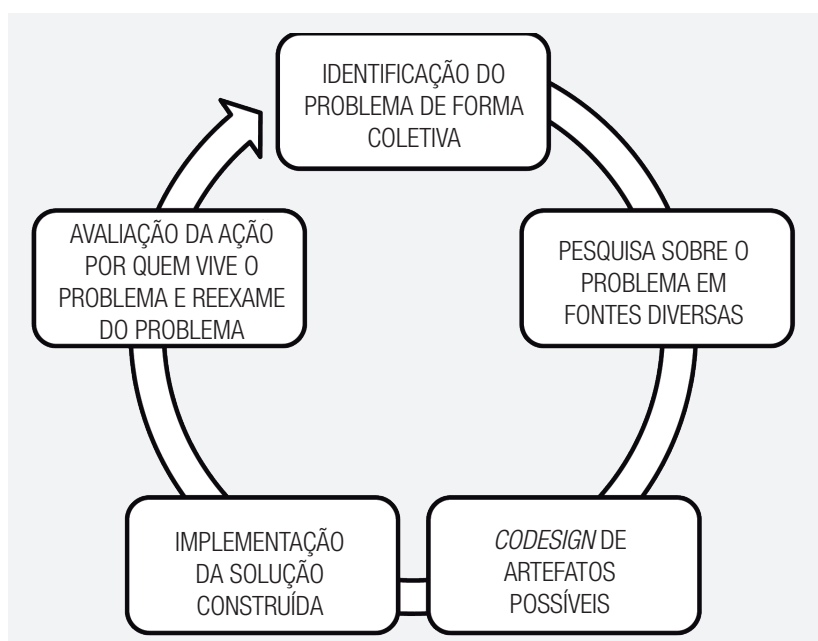 IDENTIFICAÇÃO DO
PROBLEMA DE FORMA
COLETIVA
PESQUISA SOBRE O
PROBLEMA EM
FONTES DIVERSAS
CODESIGN DE
ARTEFATOS
POSSÍVEIS
IMPLEMENTAÇÃO
DA SOLUÇÃO
CONSTRUÍDA
AVALIAÇÃO DA AÇÃO
POR QUEM VIVE O
PROBLEMA E REEXAME
DO PROBLEMA